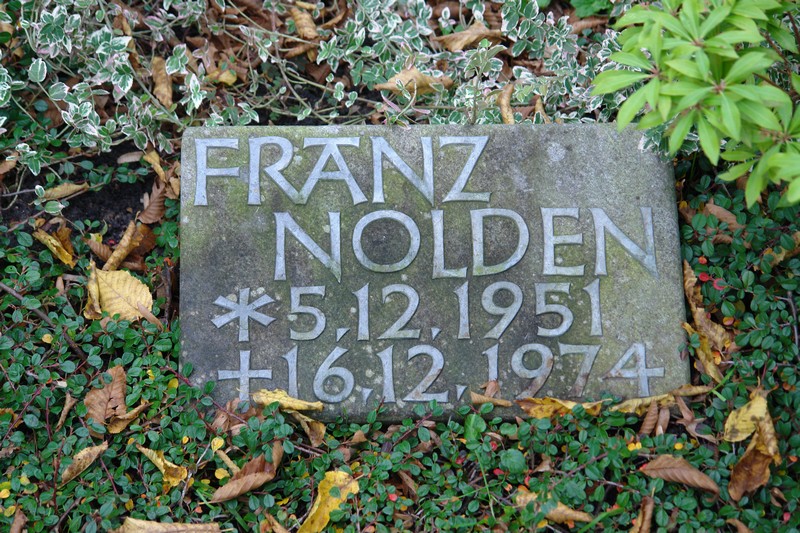 FRANZ
NOLDEN
* 5.12.1951
+ 16.12.1974